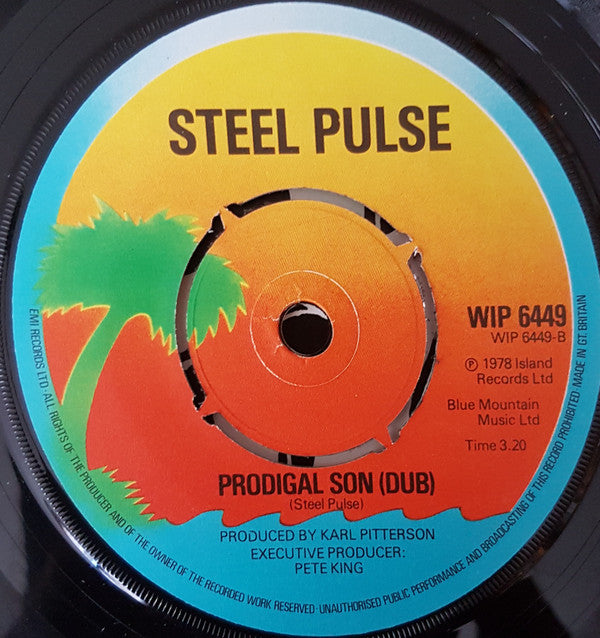 STEEL PULSE
WIP 6449
WIP 6449-B
℗ 1978 Island
Records Ltd
Blue Mountain
Music Ltd
Time 3.20
PRODIGAL SON (DUB)
(Steel Pulse)
PRODUCED BY KARL PITTERSON
EXECUTIVE PRODUCER:
PETE KING
EMI RECORDS LTD · ALL RIGHTS OF THE PRODUCER AND OF THE OWNER OF THE RECORDED WORK RESERVED · UNAUTHORISED PUBLIC PERFORMANCE AND BROADCASTING OF THIS RECORD PROHIBITED · MADE IN GT. BRITAIN